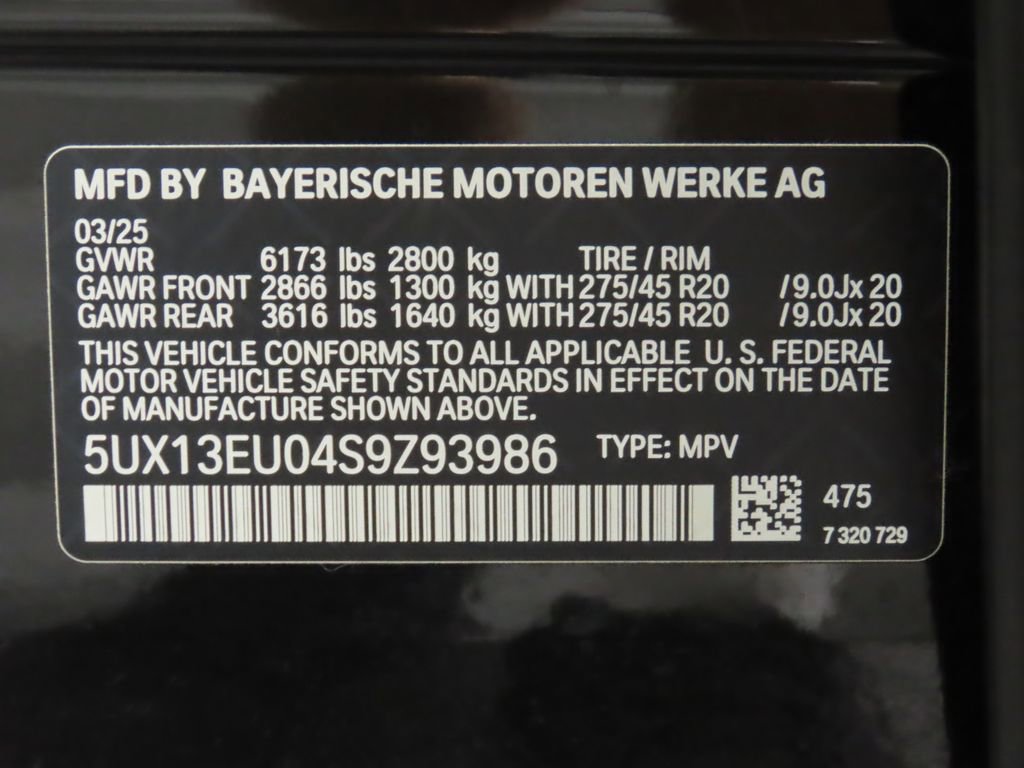 MFD BY BAYERISCHE MOTOREN WERKE AG
03/25
GVWR 6173 lbs 2800 kg TIRE / RIM
GAWR FRONT 2866 lbs 1300 kg WITH 275/45 R20 /9.0Jx 20
GAWR REAR 3616 lbs 1640 kg WITH 275/45 R20 /9.0Jx 20
THIS VEHICLE CONFORMS TO ALL APPLICABLE U. S. FEDERAL
MOTOR VEHICLE SAFETY STANDARDS IN EFFECT ON THE DATE
OF MANUFACTURE SHOWN ABOVE.
5UX13EU04S9Z93986 TYPE: MPV
475
7 320 729